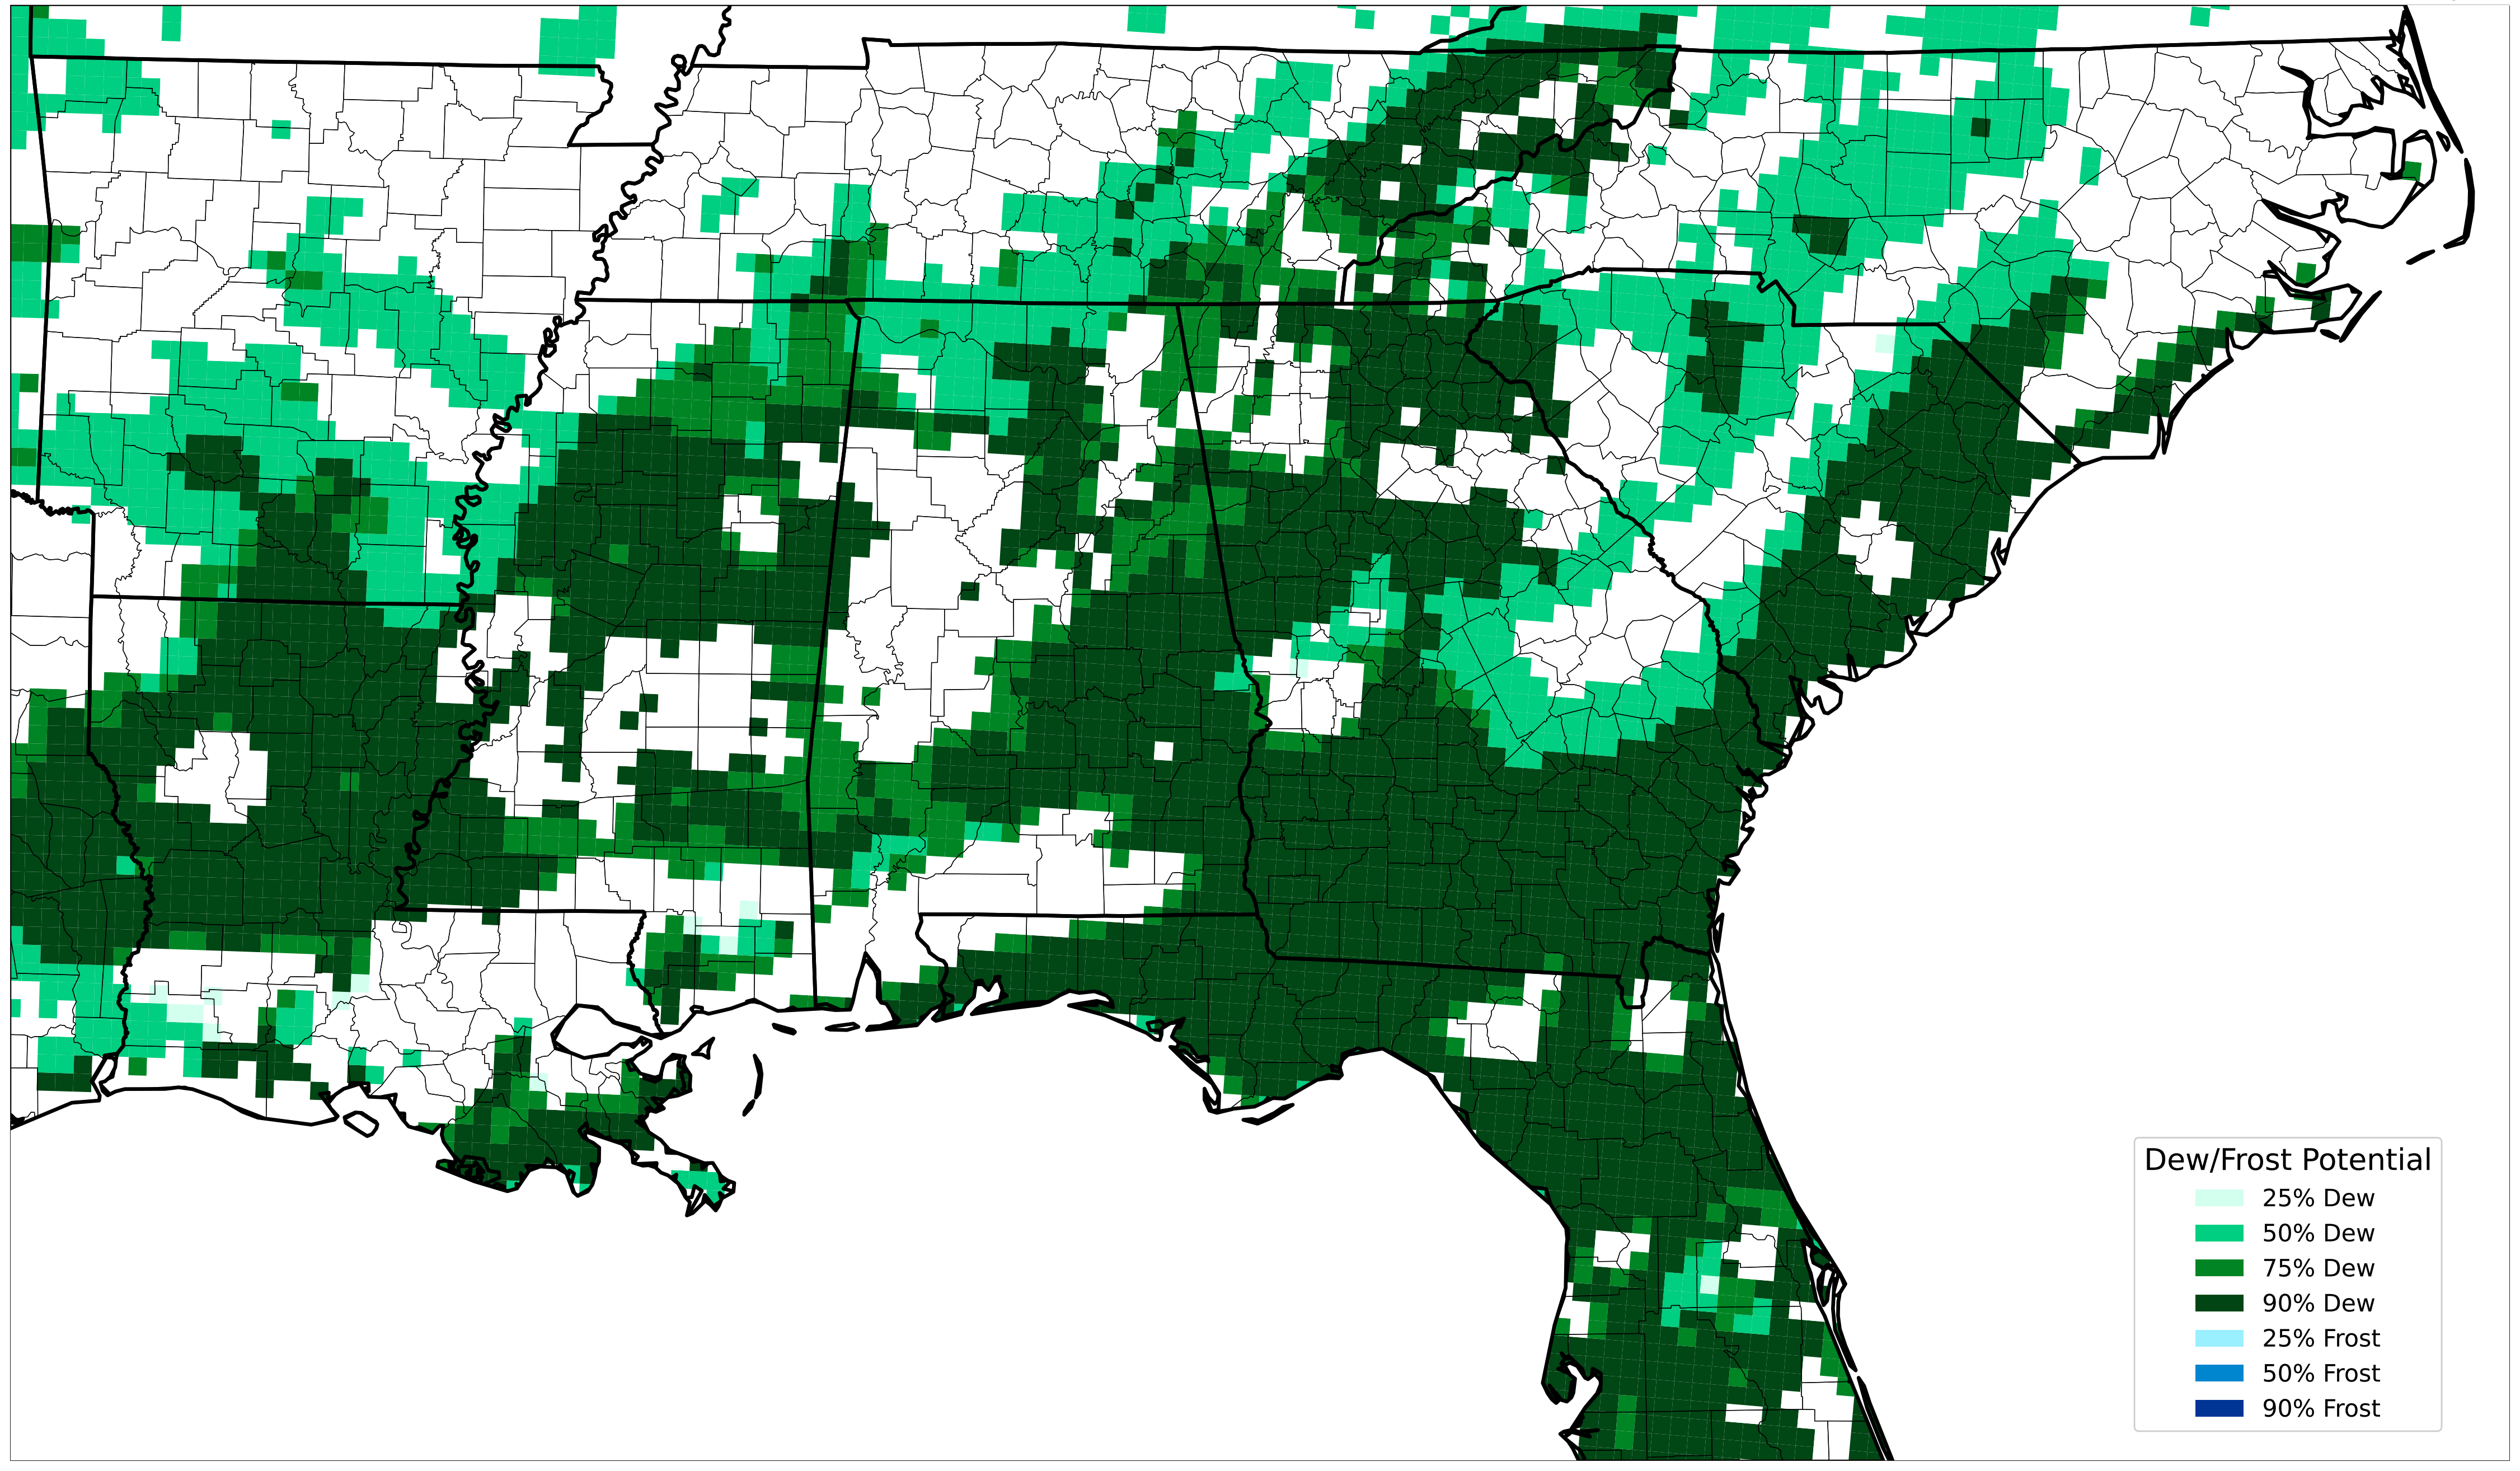 Dew/Frost Potential
25% Dew
50% Dew
75% Dew
90% Dew
25% Frost
50% Frost
90% Frost